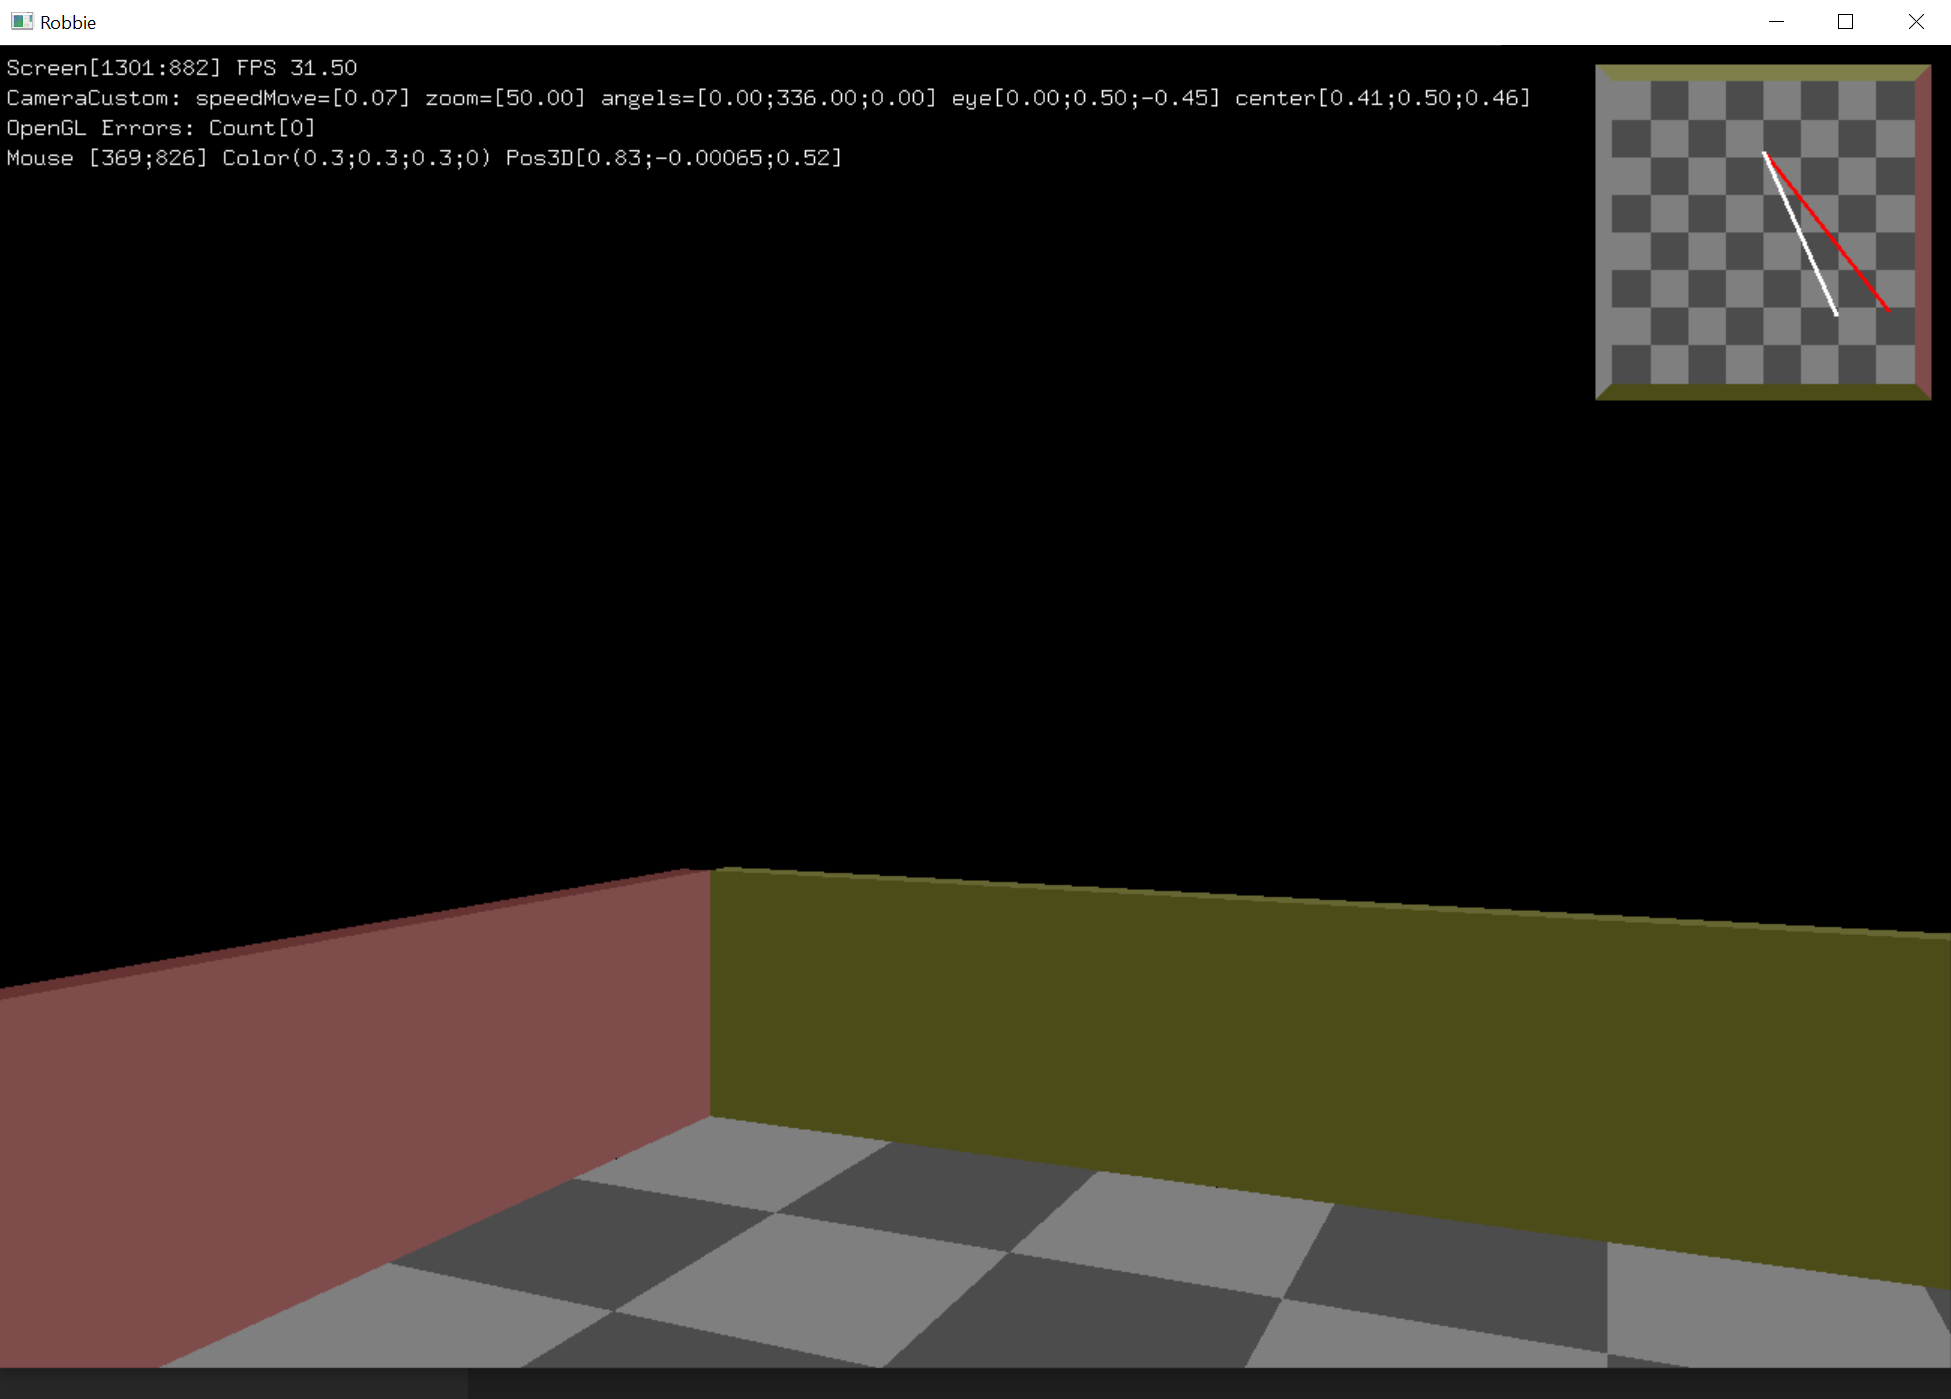 Robbie
Screen[1301:882] FPS 31.50
CameraCustom: speedMove=[0.07] zoom=[50.00] angels=[0.00;336.00;0.00] eye[0.00;0.50;-0.45] center[0.41;0.50;0.46]
OpenGL Errors: Count[0]
Mouse [369;826] Color(0.3;0.3;0.3;0) Pos3D[0.83;-0.00065;0.52]